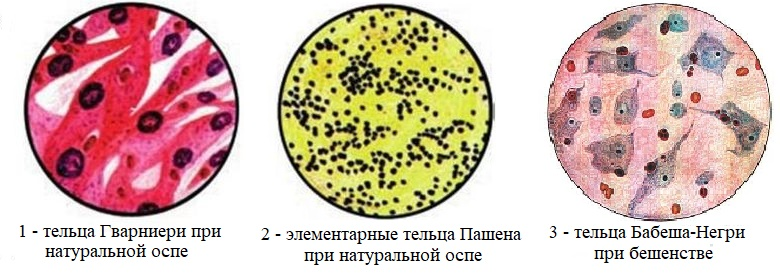 1 - тельца Гварниери при
натуральной оспе
2 - элементарные тельца Пашена
при натуральной оспе
3 - тельца Бабеша-Негри
при бешенстве